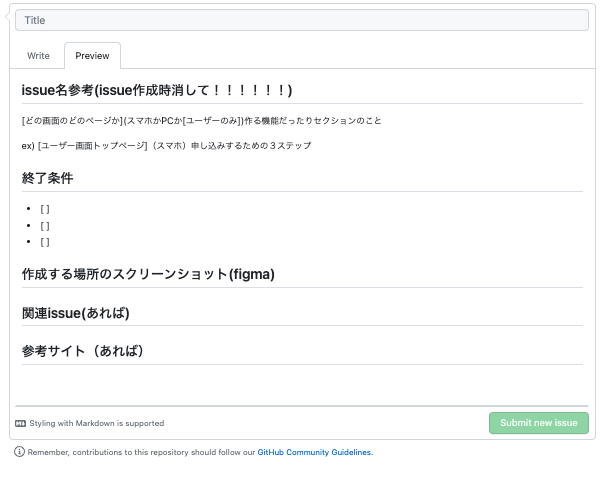 Title
Write Preview
issue名参考(issue作成時消して！！！！！！)
[どの画面のどのページか](スマホかPCか[ユーザーのみ])作る機能だったりセクションのこと
ex) [ユーザー画面トップページ]（スマホ）申し込みするための３ステップ
終了条件
[ ]
[ ]
[ ]
作成する場所のスクリーンショット(figma)
関連issue(あれば)
参考サイト（あれば）
Styling with Markdown is supported
Submit new issue
Remember, contributions to this repository should follow our GitHub Community Guidelines.